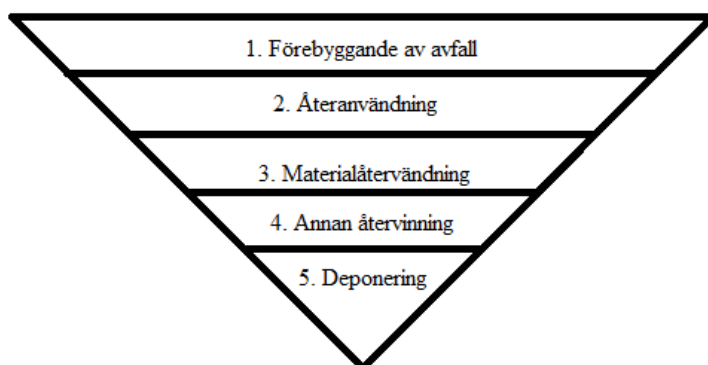 1. Förebyggande av avfall
2. Återanvändning
3. Materialåtervändning
4. Annan återvinning
5. Deponering